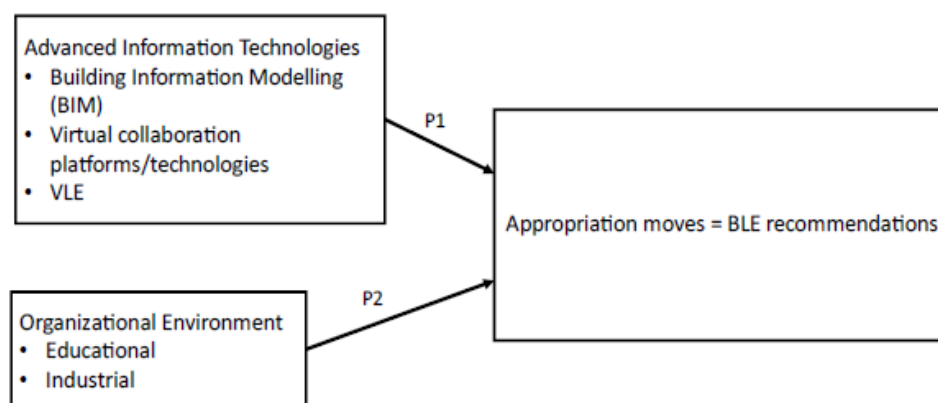 Advanced Information Technologies
• Building Information Modelling
(BIM)
• Virtual collaboration
platforms/technologies
• VLE
P1
Appropriation moves = BLE recommendations
P2
Organizational Environment
• Educational
• Industrial